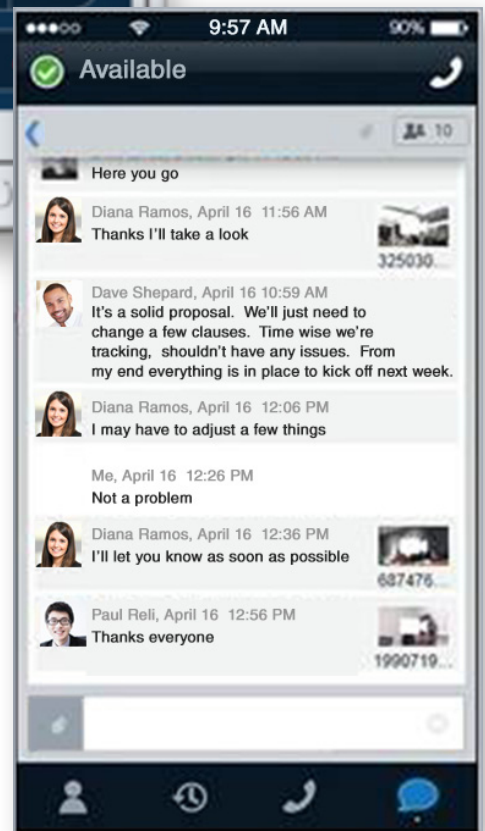 9:57 AM
90%
Available
10
Here you go
Diana Ramos, April 16 11:56 AM
Thanks I'll take a look
325030...
Dave Shepard, April 16 10:59 AM
It's a solid proposal. We'll just need to
change a few clauses. Time wise we're
tracking, shouldn't have any issues. From
my end everything is in place to kick off next week.
Diana Ramos, April 16 12:06 PM
I may have to adjust a few things
Me, April 16 12:26 PM
Not a problem
Diana Ramos, April 16 12:36 PM
I'll let you know as soon as possible
687476...
Paul Reli, April 16 12:56 PM
Thanks everyone
1990719...